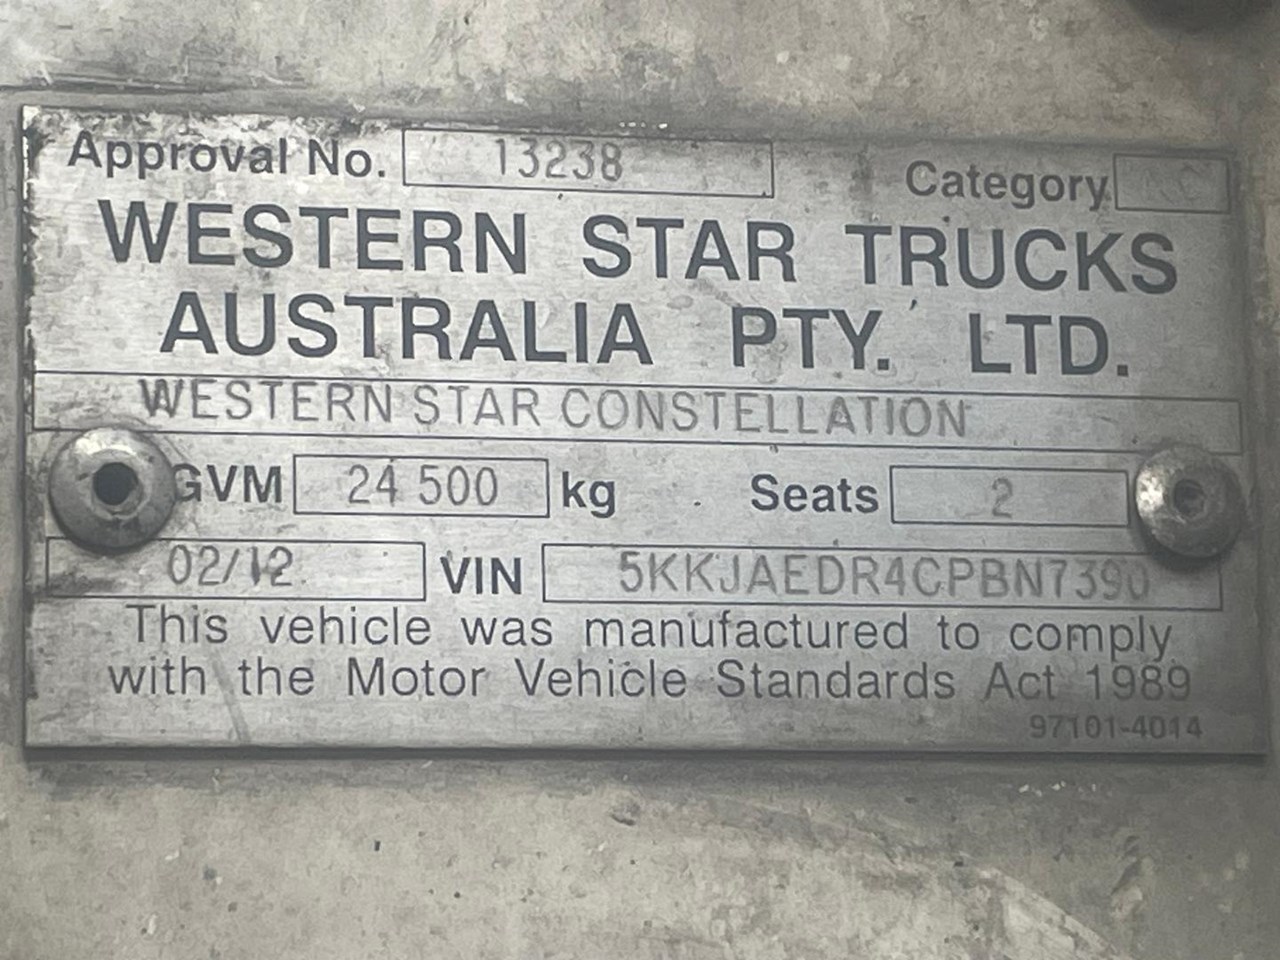 Approval No. 13238 Category
WESTERN STAR TRUCKS
AUSTRALIA PTY. LTD.
WESTERN STAR CONSTELLATION
GVM 24 500 kg Seats 2
02/12 VIN 5KKJAEDR4CPBN7390
This vehicle was manufactured to comply
with the Motor Vehicle Standards Act 1989
97101-4014